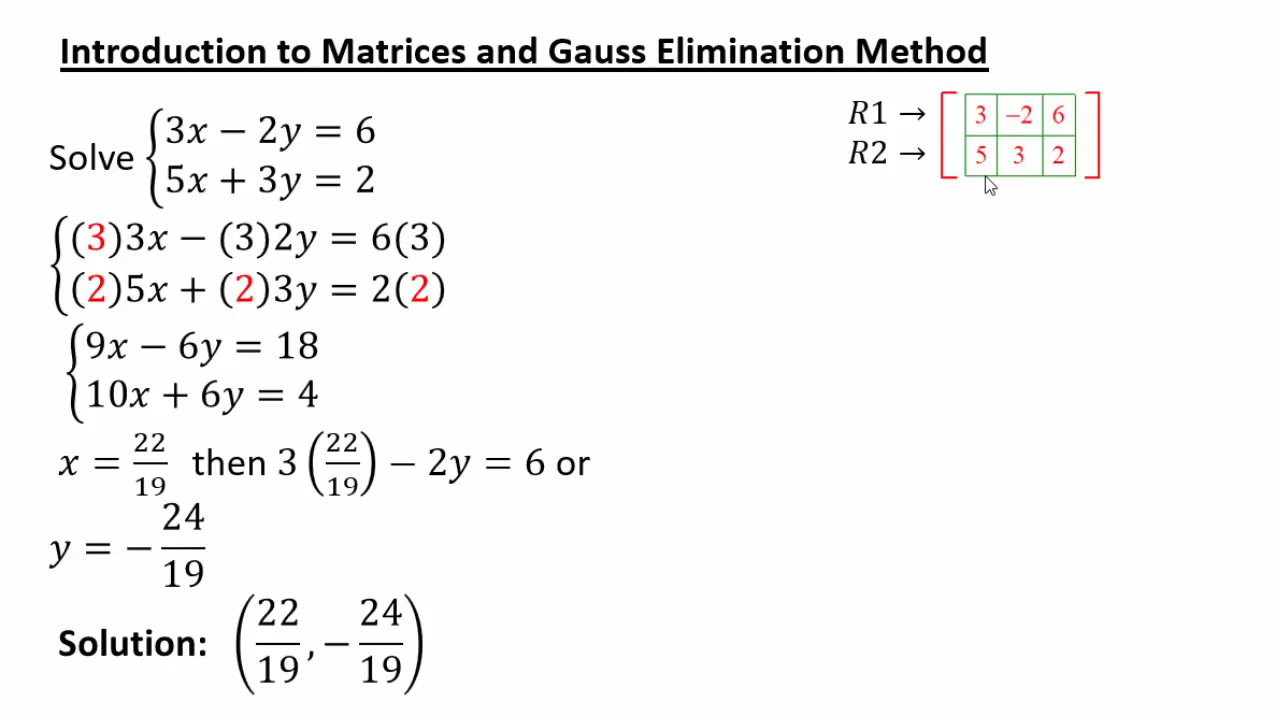 Introduction to Matrices and Gauss Elimination Method
Solve {3x − 2y = 6
5x + 3y = 2
{(3)3x − (3)2y = 6(3)
(2)5x + (2)3y = 2(2)
{9x − 6y = 18
10x + 6y = 4
x = 22/19 then 3(22/19) − 2y = 6 or
y = − 24/19
Solution: (22/19, − 24/19)
R1 → [3 −2 6]
R2 → [5 3 2]